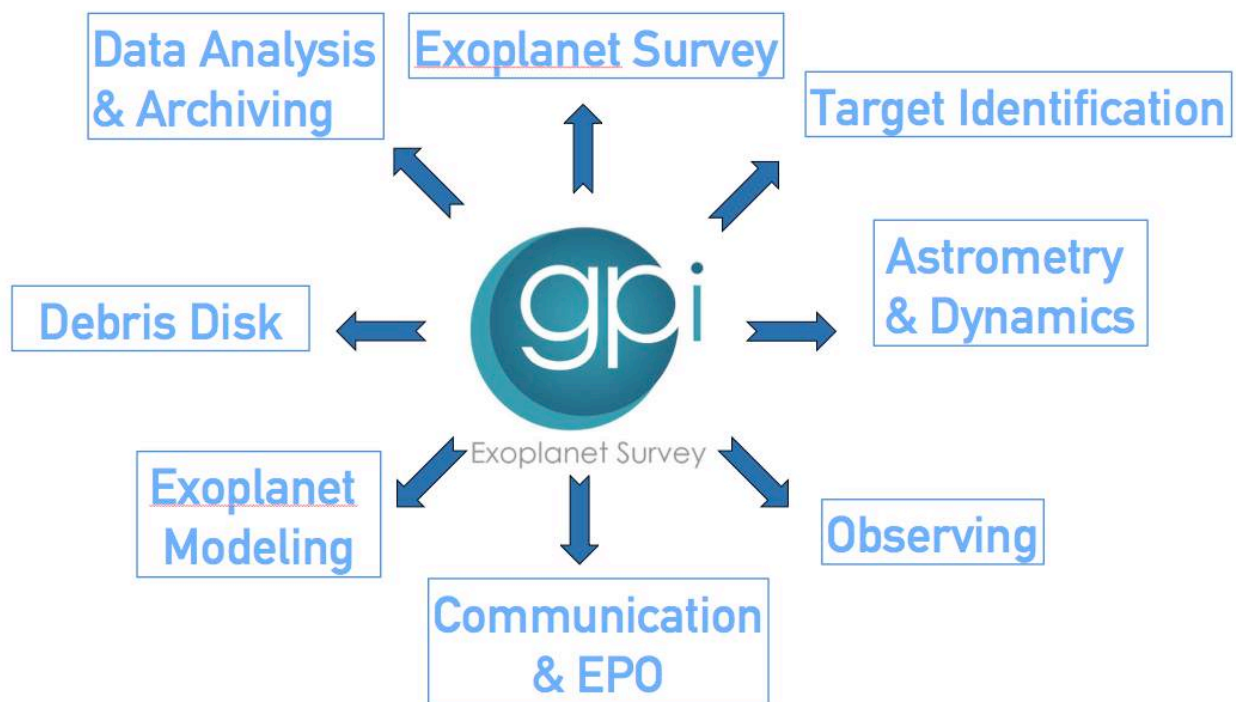 Data Analysis
& Archiving
Exoplanet Survey
Target Identification
Astrometry
& Dynamics
Debris Disk
gpi
Exoplanet Survey
Exoplanet
Modeling
Observing
Communication
& EPO